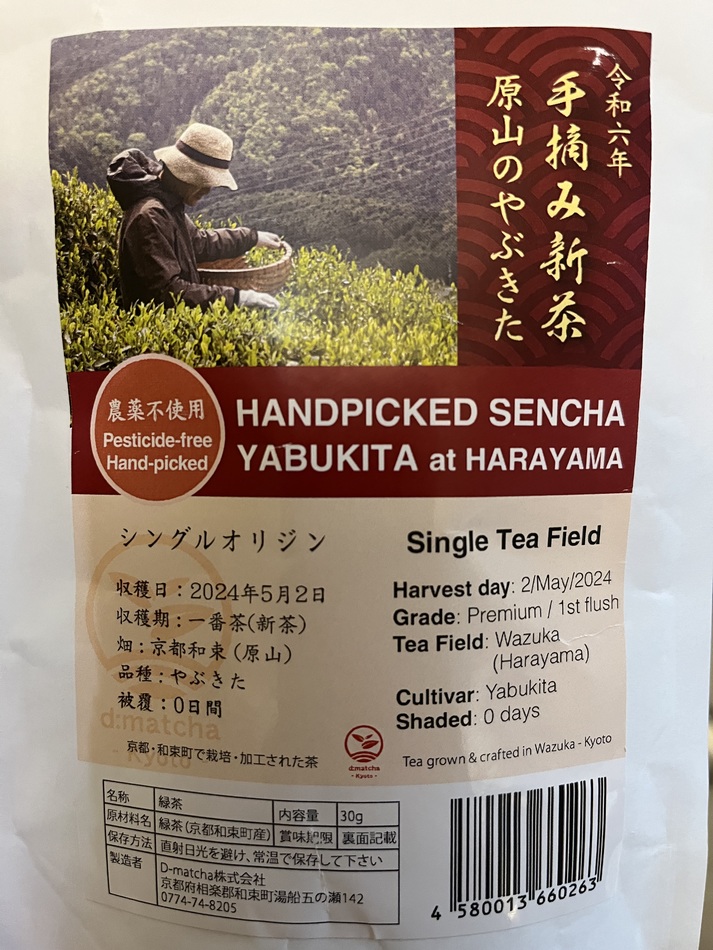 令和六年
手摘み新茶
原山のやぶきた
農薬不使用
Pesticide-free
Hand-picked
HANDPICKED SENCHA
YABUKITA at HARAYAMA
シングルオリジン
収穫日：2024年5月2日
収穫期：一番茶(新茶)
畑：京都和束（原山）
品種：やぶきた
被覆：0日間
d:matcha
- Kyoto -
京都・和束町で栽培・加工された茶
Single Tea Field
Harvest day: 2/May/2024
Grade: Premium / 1st flush
Tea Field: Wazuka
(Harayama)
Cultivar: Yabukita
Shaded: 0 days
d:matcha
- Kyoto -
Tea grown & crafted in Wazuka - Kyoto
名称 緑茶 内容量 30g
原材料名 緑茶（京都和束町産） 賞味期限 裏面記載
保存方法 直射日光を避け、常温で保存して下さい
製造者 D-matcha株式会社
京都府相楽郡和束町湯船五の瀬142
0774-74-8205
4 580013 660263